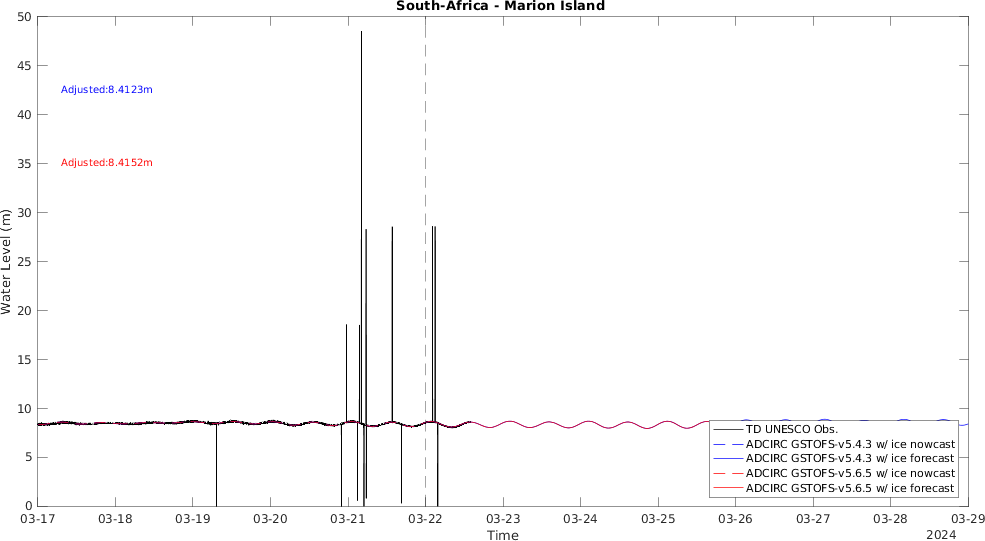 South-Africa - Marion Island
50
45
40
35
30
25
20
15
10
5
0
Water Level (m)
Adjusted:8.4123m
Adjusted:8.4152m
TD UNESCO Obs.
ADCIRC GSTOFS-v5.4.3 w/ ice nowcast
ADCIRC GSTOFS-v5.4.3 w/ ice forecast
ADCIRC GSTOFS-v5.6.5 w/ ice nowcast
ADCIRC GSTOFS-v5.6.5 w/ ice forecast
03-17 03-18 03-19 03-20 03-21 03-22 03-23 03-24 03-25 03-26 03-27 03-28 03-29
Time
2024